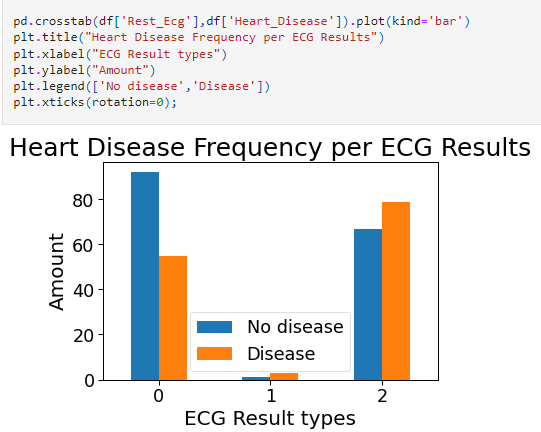 pd.crosstab(df['Rest_Ecg'],df['Heart_Disease']).plot(kind='bar')
plt.title("Heart Disease Frequency per ECG Results")
plt.xlabel("ECG Result types")
plt.ylabel("Amount")
plt.legend(['No disease','Disease'])
plt.xticks(rotation=0);
Heart Disease Frequency per ECG Results
Amount
80
60
40
20
0
No disease
Disease
0 1 2
ECG Result types